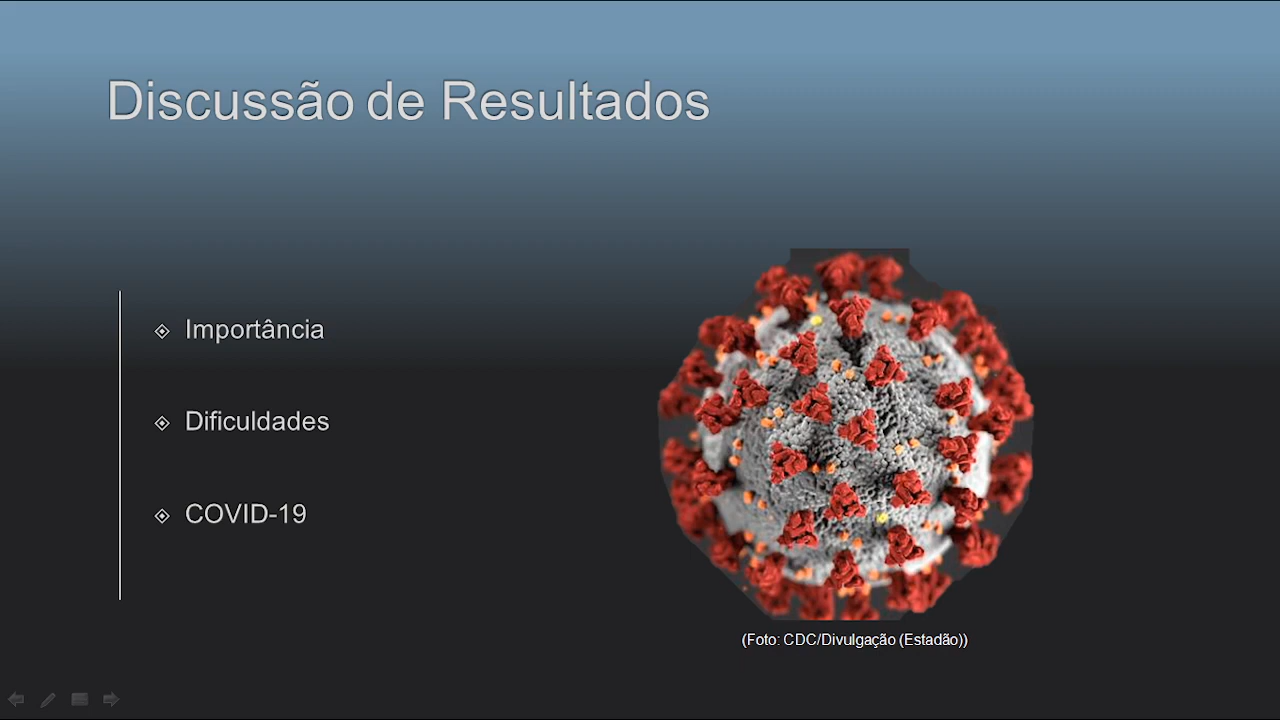 Discussão de Resultados
Importância
Dificuldades
COVID-19
(Foto: CDC/Divulgação (Estadão))